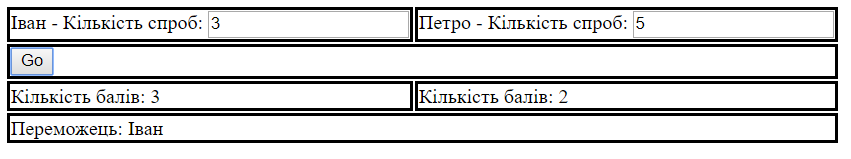 Іван - Кількість спроб: 3 Петро - Кількість спроб: 5
Go
Кількість балів: 3 Кількість балів: 2
Переможець: Іван